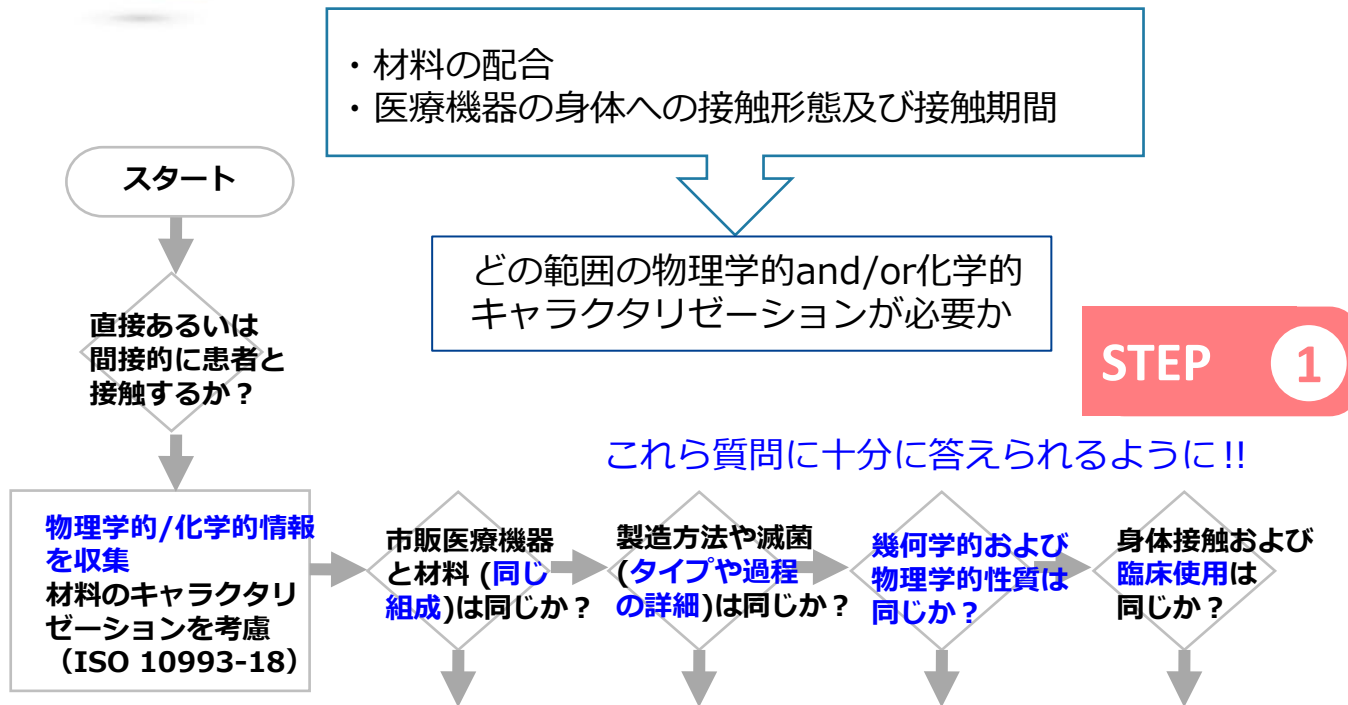 ・材料の配合
・医療機器の身体への接触形態及び接触期間
スタート
どの範囲の物理学的and/or化学的
キャラクタリゼーションが必要か
直接あるいは
間接的に患者と
接触するか？
STEP 1
これら質問に十分に答えられるように!!
物理学的/化学的情報
を収集
材料のキャラクタリ
ゼーションを考慮
（ISO 10993-18）
市販医療機器
と材料 (同じ
組成)は同じか？
製造方法や滅菌
(タイプや過程
の詳細)は同じか？
幾何学的および
物理学的性質は
同じか？
身体接触および
臨床使用は
同じか？